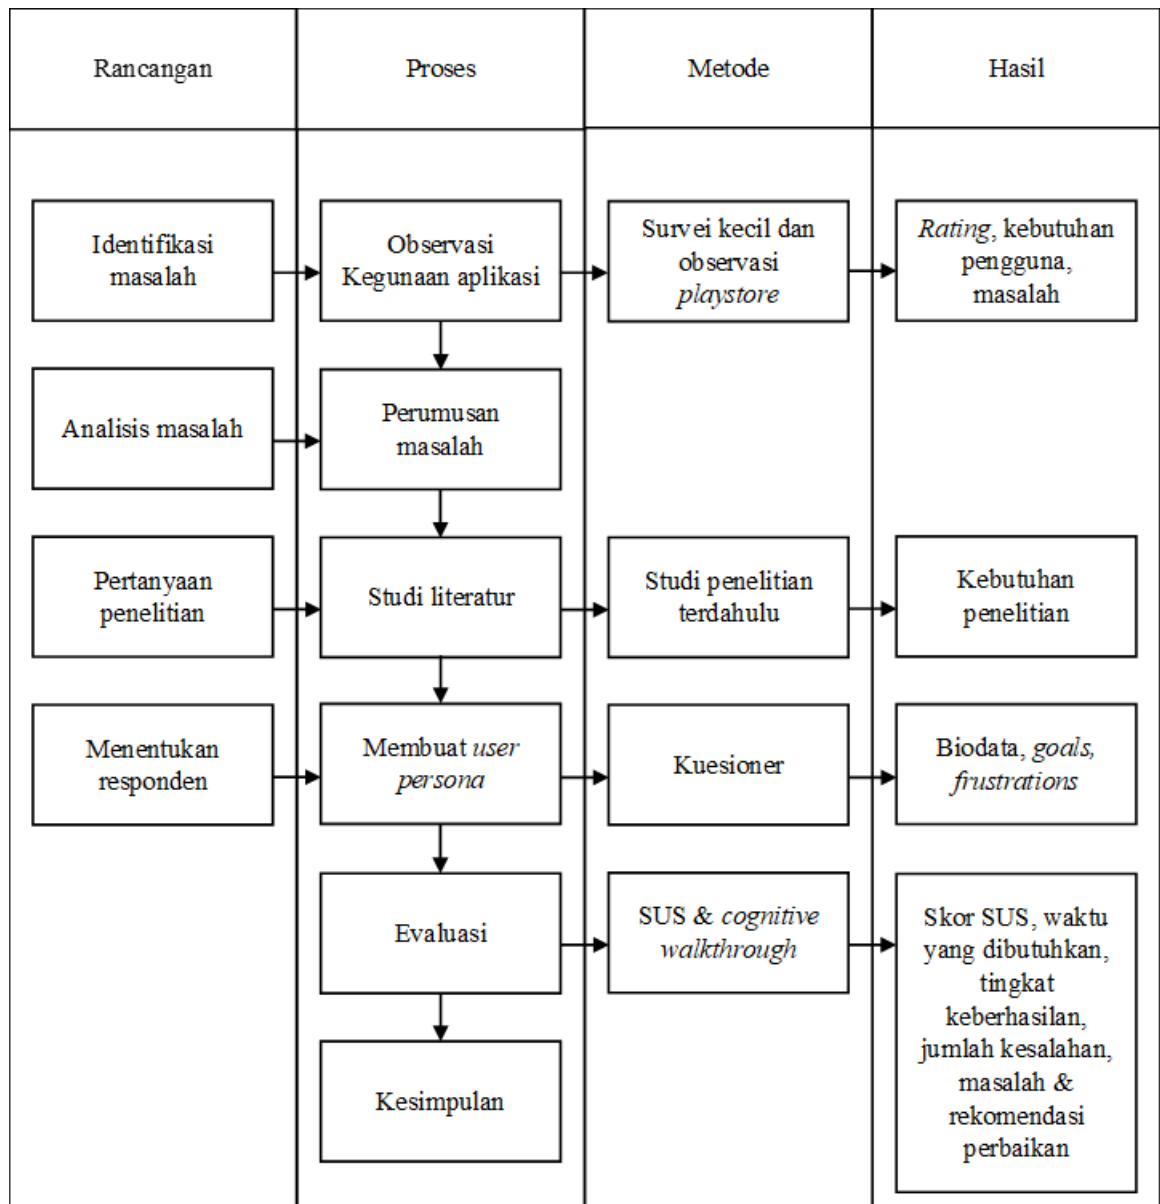 Rancangan
Proses
Metode
Hasil
Identifikasi
masalah
Observasi
Kegunaan aplikasi
Survei kecil dan
observasi
playstore
Rating, kebutuhan
pengguna,
masalah
Analisis masalah
Perumusan
masalah
Pertanyaan
penelitian
Studi literatur
Studi penelitian
terdahulu
Kebutuhan
penelitian
Menentukan
responden
Membuat user
persona
Kuesioner
Biodata, goals,
frustrations
Evaluasi
SUS & cognitive
walkthrough
Skor SUS, waktu
yang dibutuhkan,
tingkat
keberhasilan,
jumlah kesalahan,
masalah &
rekomendasi
perbaikan
Kesimpulan